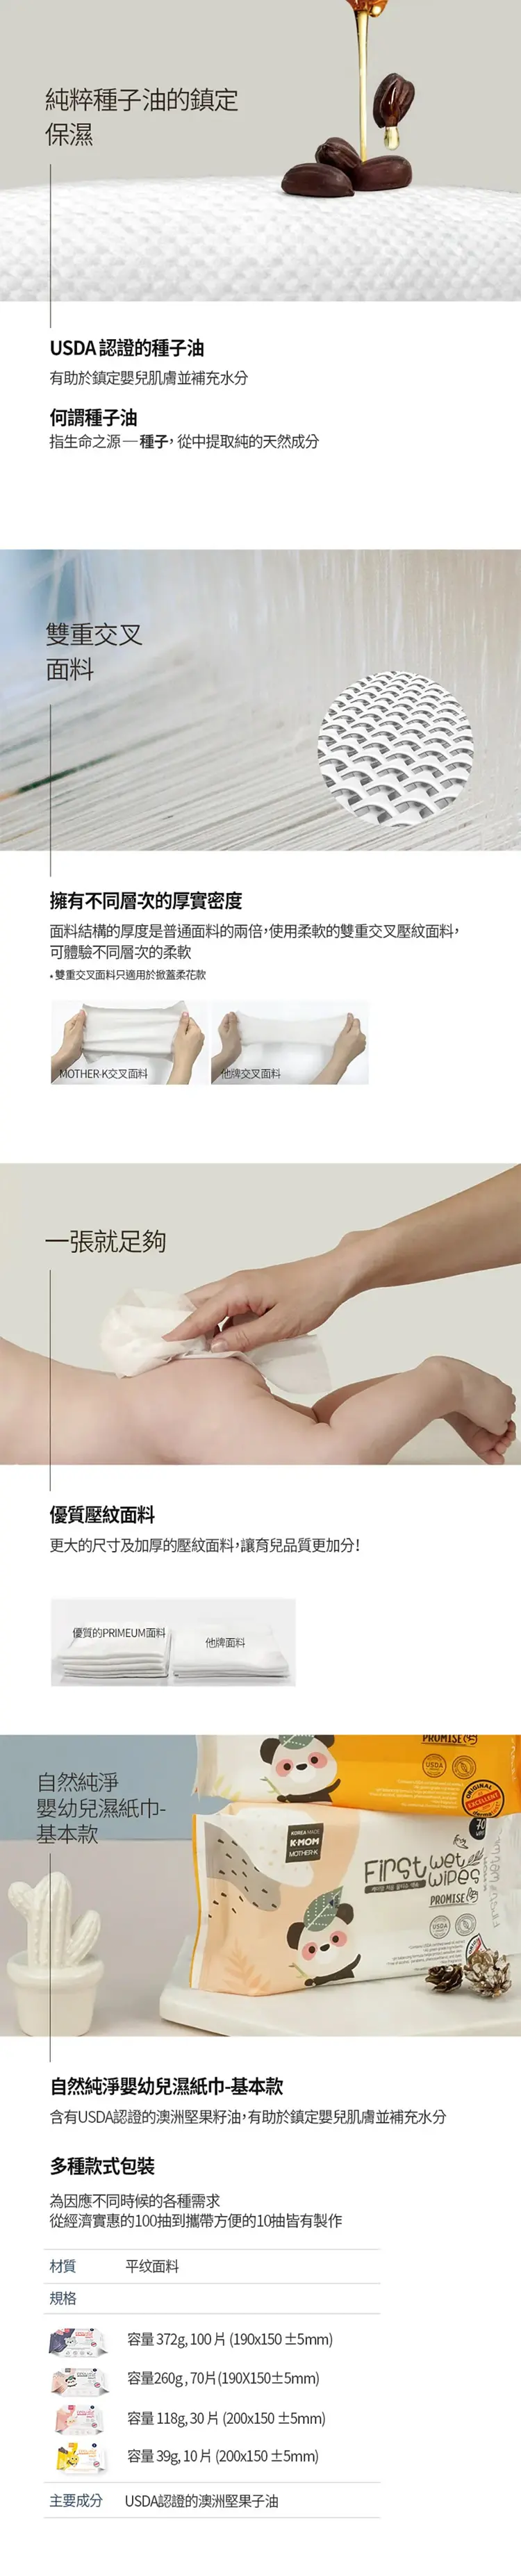 純粹種子油的鎮定
保濕
USDA 認證的種子油
有助於鎮定嬰兒肌膚並補充水分
何謂種子油
指生命之源 — 種子，從中提取純的天然成分
雙重交叉
面料
擁有不同層次的厚實密度
面料結構的厚度是普通面料的兩倍，使用柔軟的雙重交叉壓紋面料，
可體驗不同層次的柔軟
• 雙重交叉面料只適用於掀蓋柔花款
MOTHER-K交叉面料
他牌交叉面料
一張就足夠
優質壓紋面料
更大的尺寸及加厚的壓紋面料，讓育兒品質更加分！
優質的PRIMEUM面料
他牌面料
自然純淨
嬰幼兒濕紙巾-
基本款
PROMISE
USDA
ORIGINAL
EXCELLENT
KOREA MADE
K-MOM
MOTHER-K
70
First wet
wipes
PROMISE
USDA
自然純淨嬰幼兒濕紙巾-基本款
含有USDA認證的澳洲堅果籽油，有助於鎮定嬰兒肌膚並補充水分
多種款式包裝
為因應不同時候的各種需求
從經濟實惠的100抽到攜帶方便的10抽皆有製作
材質 平纹面料
規格
容量 372g, 100 片 (190x150 ±5mm)
容量260g , 70片(190X150±5mm)
容量 118g, 30 片 (200x150 ±5mm)
容量 39g, 10 片 (200x150 ±5mm)
主要成分 USDA認證的澳洲堅果子油